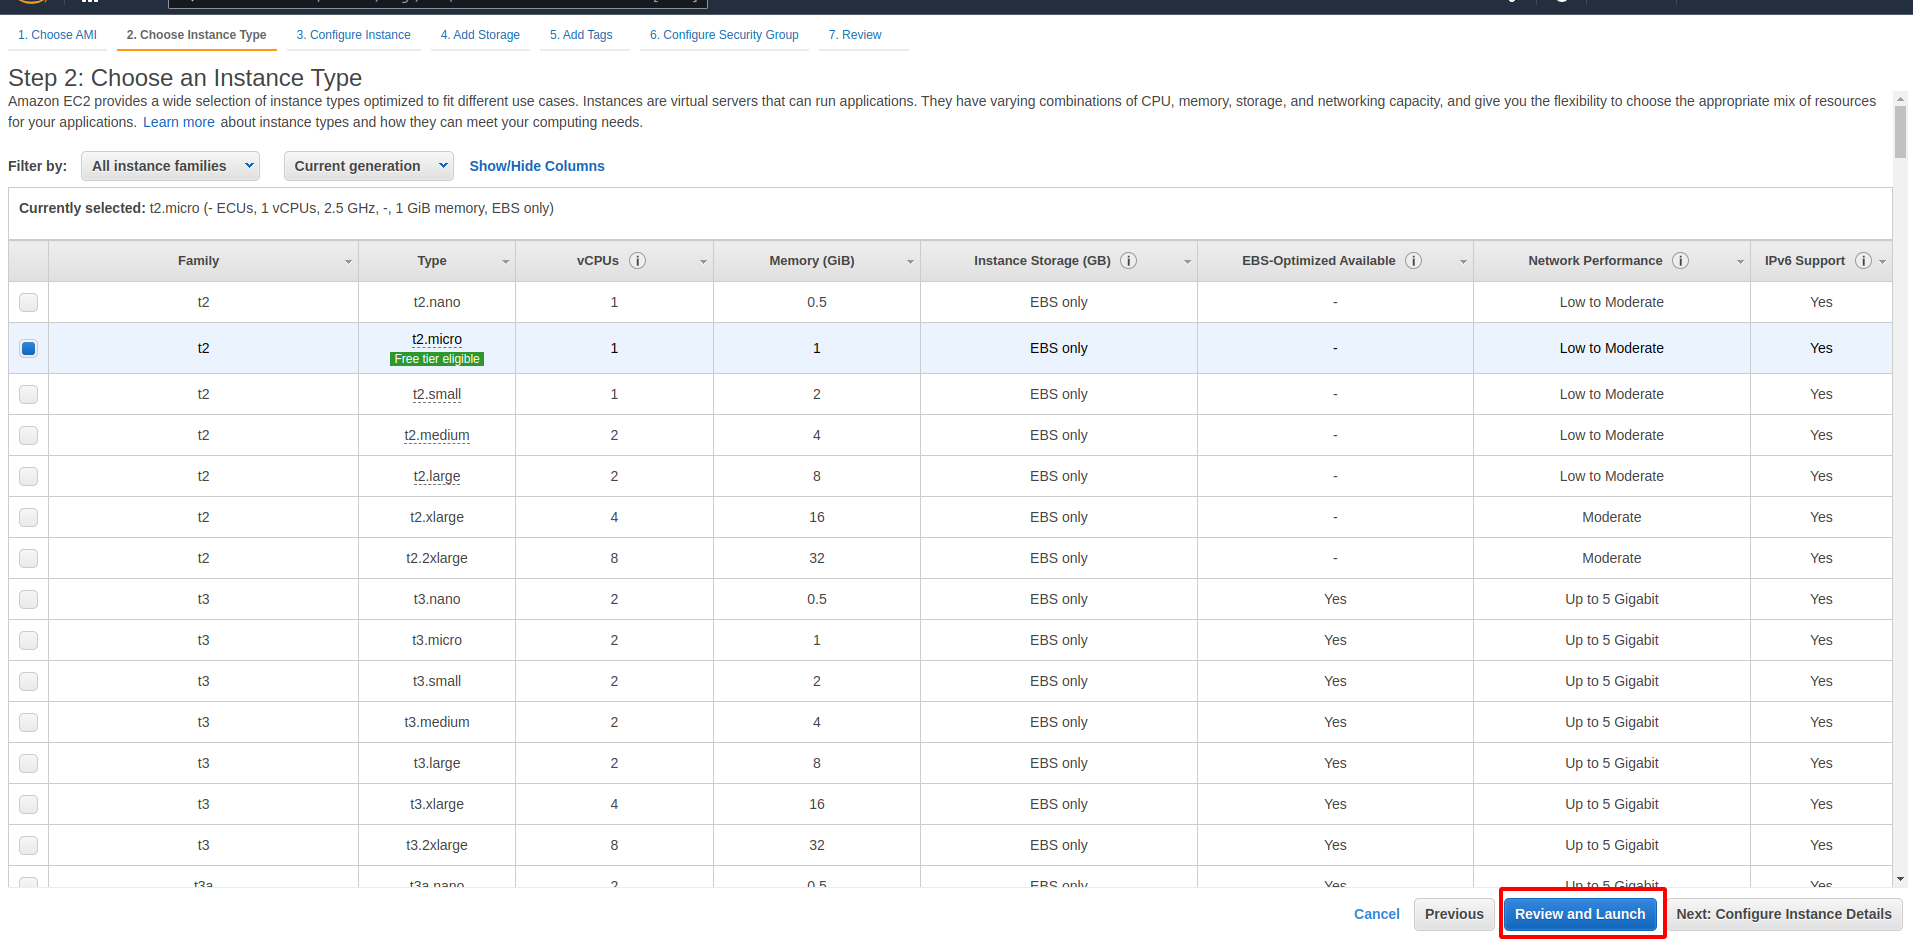 1. Choose AMI 2. Choose Instance Type 3. Configure Instance 4. Add Storage 5. Add Tags 6. Configure Security Group 7. Review
Step 2: Choose an Instance Type
Amazon EC2 provides a wide selection of instance types optimized to fit different use cases. Instances are virtual servers that can run applications. They have varying combinations of CPU, memory, storage, and networking capacity, and give you the flexibility to choose the appropriate mix of resources
for your applications. Learn more about instance types and how they can meet your computing needs.
Filter by: All instance families Current generation Show/Hide Columns
Currently selected: t2.micro (- ECUs, 1 vCPUs, 2.5 GHz, -, 1 GiB memory, EBS only)
Family Type vCPUs i Memory (GiB) Instance Storage (GB) i EBS-Optimized Available i Network Performance i IPv6 Support i
t2 t2.nano 1 0.5 EBS only - Low to Moderate Yes
t2 t2.micro 1 1 EBS only - Low to Moderate Yes
Free tier eligible
t2 t2.small 1 2 EBS only - Low to Moderate Yes
t2 t2.medium 2 4 EBS only - Low to Moderate Yes
t2 t2.large 2 8 EBS only - Low to Moderate Yes
t2 t2.xlarge 4 16 EBS only - Moderate Yes
t2 t2.2xlarge 8 32 EBS only - Moderate Yes
t3 t3.nano 2 0.5 EBS only Yes Up to 5 Gigabit Yes
t3 t3.micro 2 1 EBS only Yes Up to 5 Gigabit Yes
t3 t3.small 2 2 EBS only Yes Up to 5 Gigabit Yes
t3 t3.medium 2 4 EBS only Yes Up to 5 Gigabit Yes
t3 t3.large 2 8 EBS only Yes Up to 5 Gigabit Yes
t3 t3.xlarge 4 16 EBS only Yes Up to 5 Gigabit Yes
t3 t3.2xlarge 8 32 EBS only Yes Up to 5 Gigabit Yes
t3a t3a.nano 2 0.5 EBS only Yes Up to 5 Gigabit Yes
Cancel Previous Review and Launch Next: Configure Instance Details